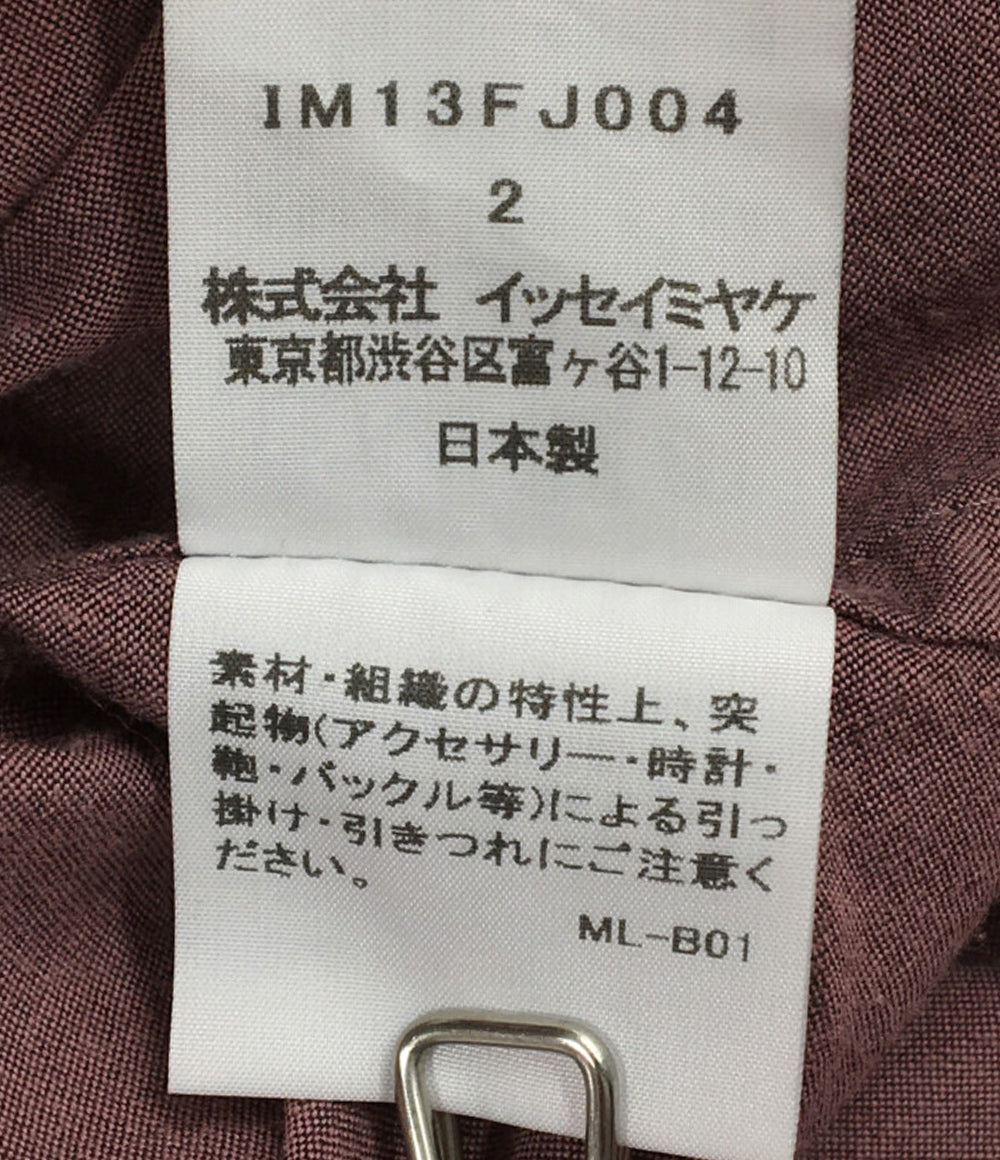 IM13FJ004
2
株式会社 イッセイミヤケ
東京都渋谷区富ヶ谷1-12-10
日本製
素材・組織の特性上、突
起物(アクセサリー・時計・
鞄・バックル等)による引っ
掛け・引きつれにご注意く
ださい。
ML-B01